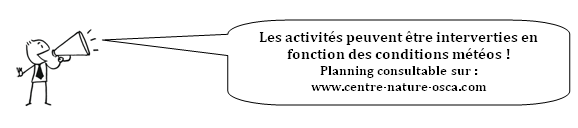 Les activités peuvent être interverties en
fonction des conditions météos !
Planning consultable sur :
www.centre-nature-osca.com